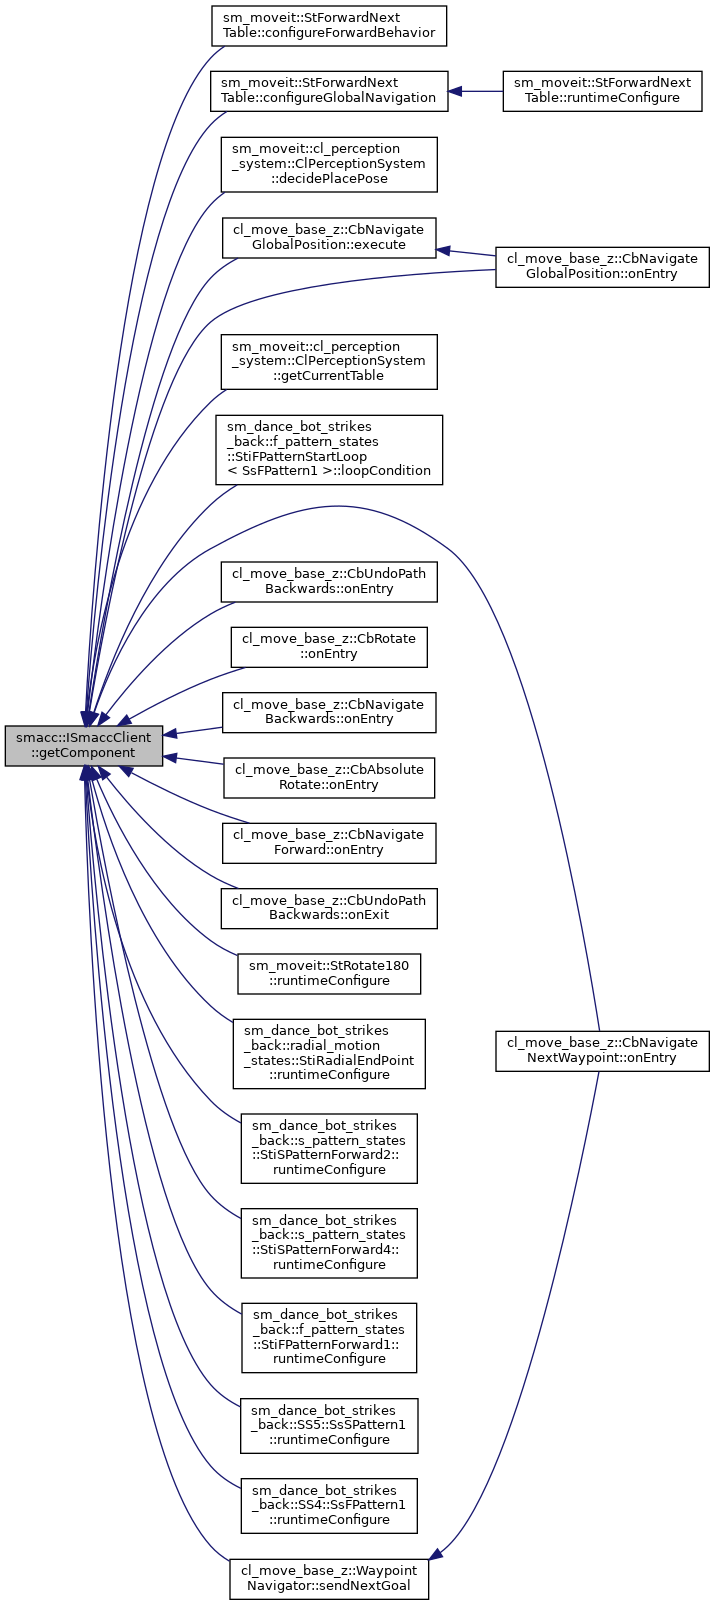 sm_moveit::StForwardNext
Table::configureForwardBehavior
sm_moveit::StForwardNext
Table::configureGlobalNavigation
sm_moveit::StForwardNext
Table::runtimeConfigure
sm_moveit::cl_perception
_system::ClPerceptionSystem
::decidePlacePose
cl_move_base_z::CbNavigate
GlobalPosition::execute
cl_move_base_z::CbNavigate
GlobalPosition::onEntry
sm_moveit::cl_perception
_system::ClPerceptionSystem
::getCurrentTable
sm_dance_bot_strikes
_back::f_pattern_states
::StiFPatternStartLoop
< SsFPattern1 >::loopCondition
cl_move_base_z::CbUndoPath
Backwards::onEntry
cl_move_base_z::CbRotate
::onEntry
cl_move_base_z::CbNavigate
Backwards::onEntry
smacc::ISmaccClient
::getComponent
cl_move_base_z::CbAbsolute
Rotate::onEntry
cl_move_base_z::CbNavigate
Forward::onEntry
cl_move_base_z::CbUndoPath
Backwards::onExit
sm_moveit::StRotate180
::runtimeConfigure
sm_dance_bot_strikes
_back::radial_motion
_states::StiRadialEndPoint
::runtimeConfigure
cl_move_base_z::CbNavigate
NextWaypoint::onEntry
sm_dance_bot_strikes
_back::s_pattern_states
::StiSPatternForward2::
runtimeConfigure
sm_dance_bot_strikes
_back::s_pattern_states
::StiSPatternForward4::
runtimeConfigure
sm_dance_bot_strikes
_back::f_pattern_states
::StiFPatternForward1::
runtimeConfigure
sm_dance_bot_strikes
_back::SS5::SsSPattern1
::runtimeConfigure
sm_dance_bot_strikes
_back::SS4::SsFPattern1
::runtimeConfigure
cl_move_base_z::Waypoint
Navigator::sendNextGoal